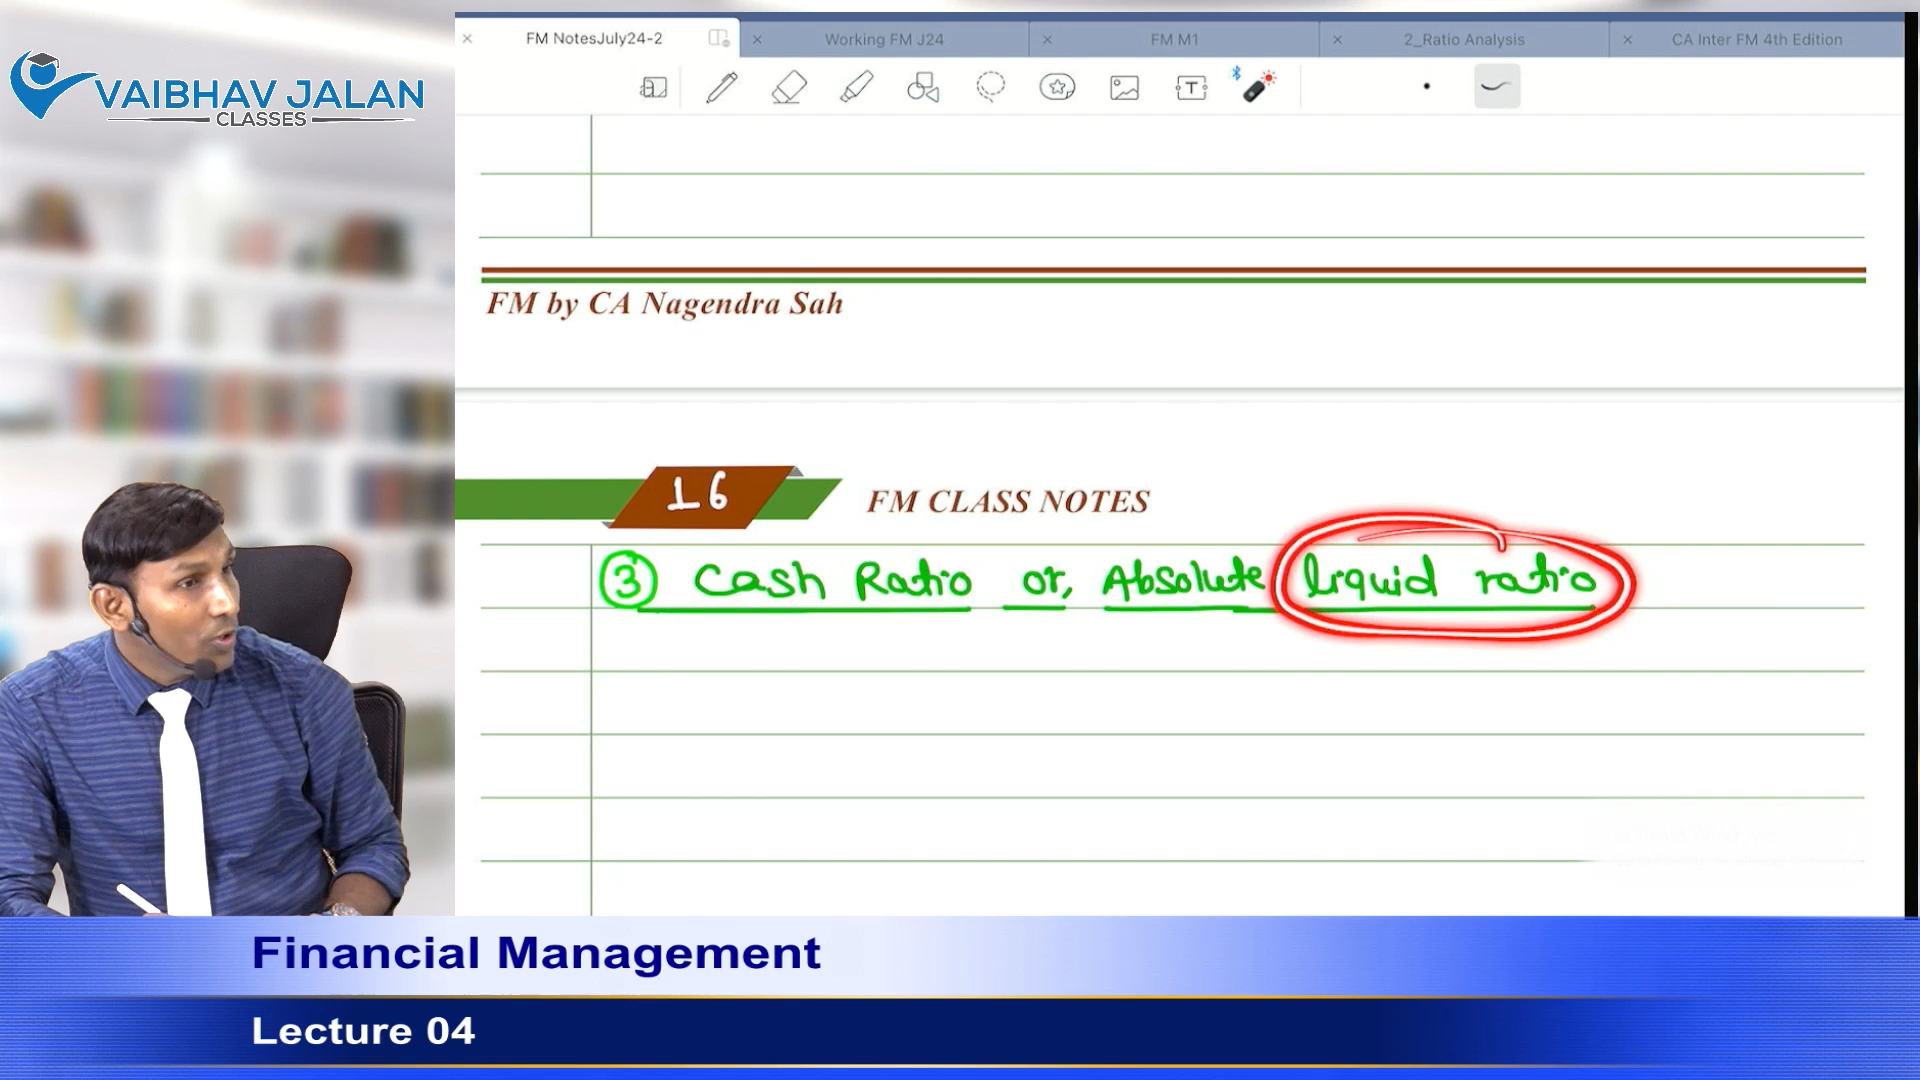 VAIBHAV JALAN
CLASSES
FM NotesJuly24-2
Working FM J24
FM M1
2_Ratio Analysis
CA Inter FM 4th Edition
FM by CA Nagendra Sah
16
FM CLASS NOTES
③ Cash Ratio or, Absolute liquid ratio
Financial Management
Lecture 04